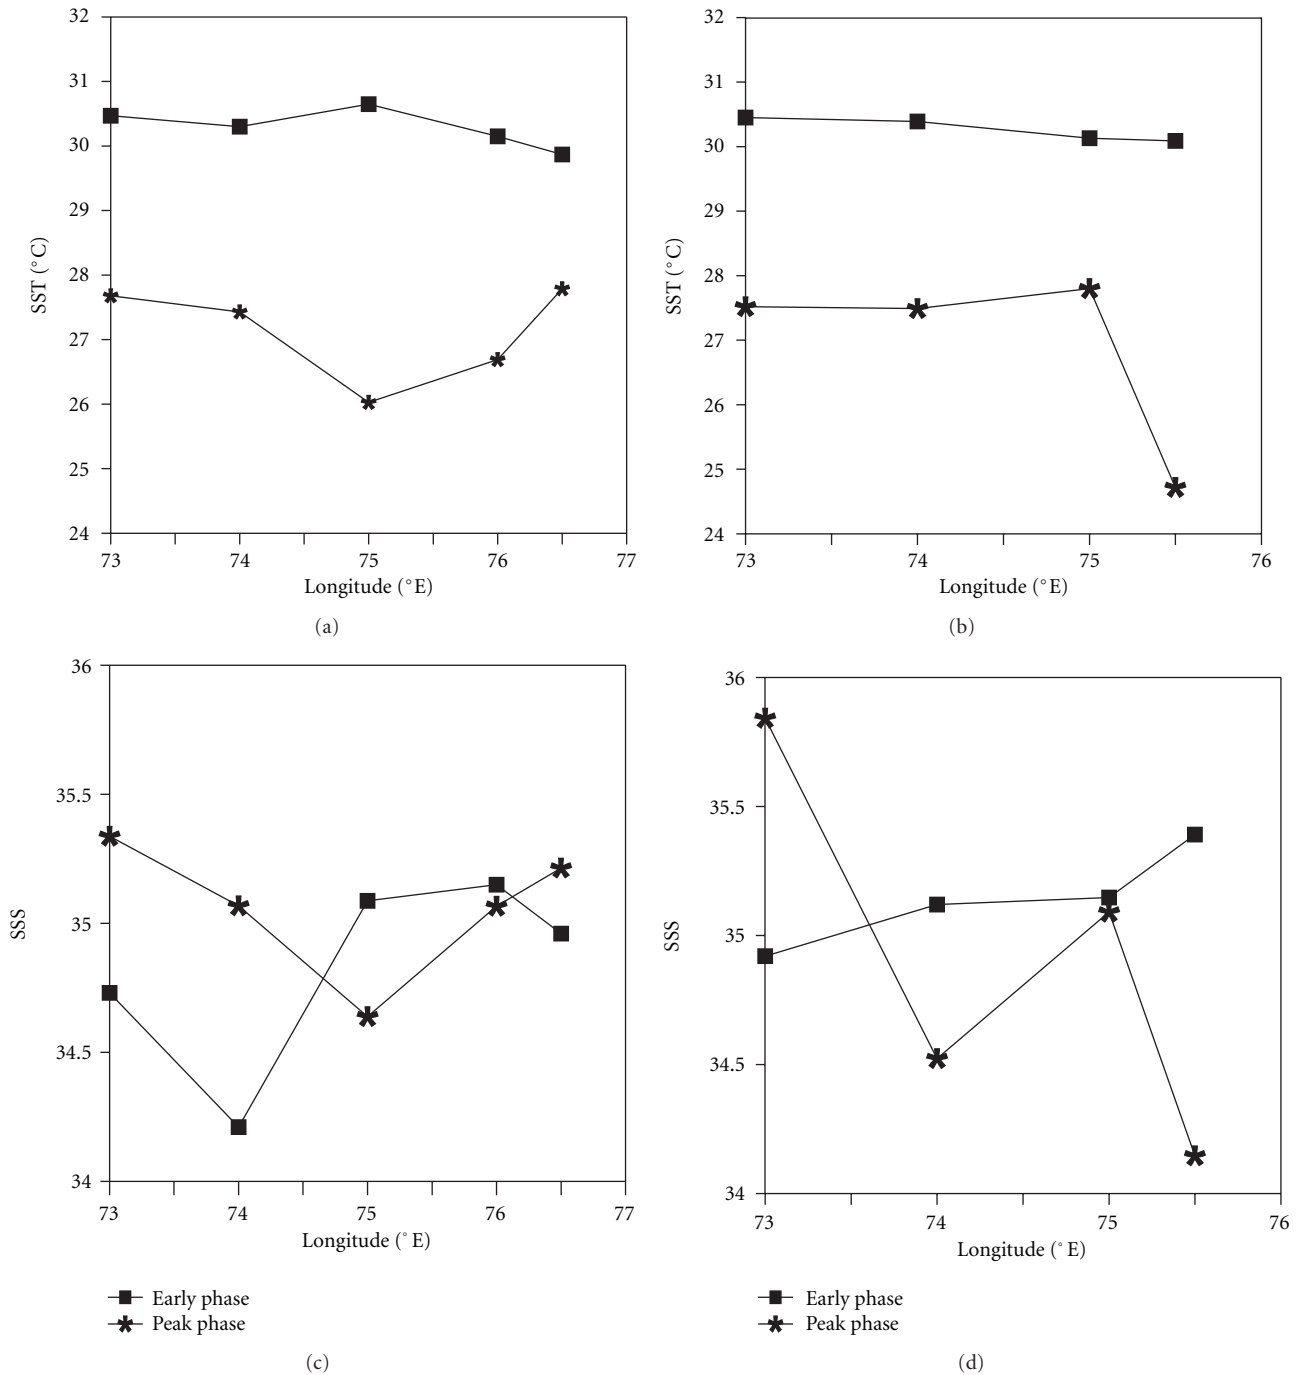 32
31
30
29
28
27
26
25
24
SST (°C)
73 74 75 76 77
Longitude (°E)
(a)
32
31
30
29
28
27
26
25
24
SST (°C)
73 74 75 76
Longitude (°E)
(b)
36
35.5
35
34.5
34
SSS
73 74 75 76 77
Longitude (°E)
Early phase
Peak phase
(c)
36
35.5
35
34.5
34
SSS
73 74 75 76
Longitude (°E)
Early phase
Peak phase
(d)